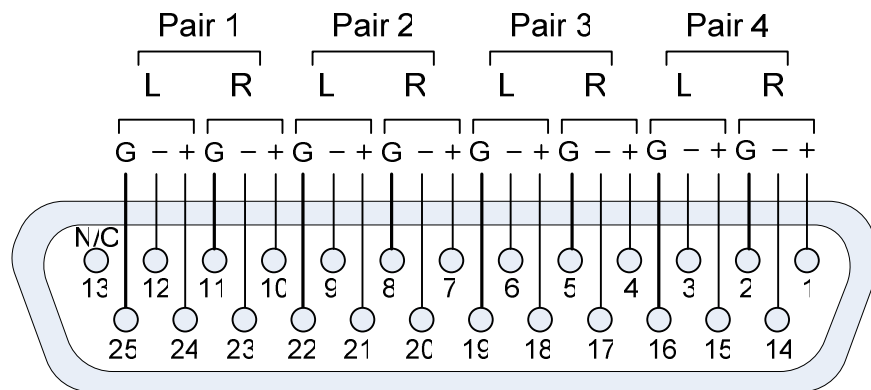 Pair 1 Pair 2 Pair 3 Pair 4
L R L R L R L R
G – + G – + G – + G – + G – + G – + G – + G – +
N/C
13 12 11 10 9 8 7 6 5 4 3 2 1
25 24 23 22 21 20 19 18 17 16 15 14